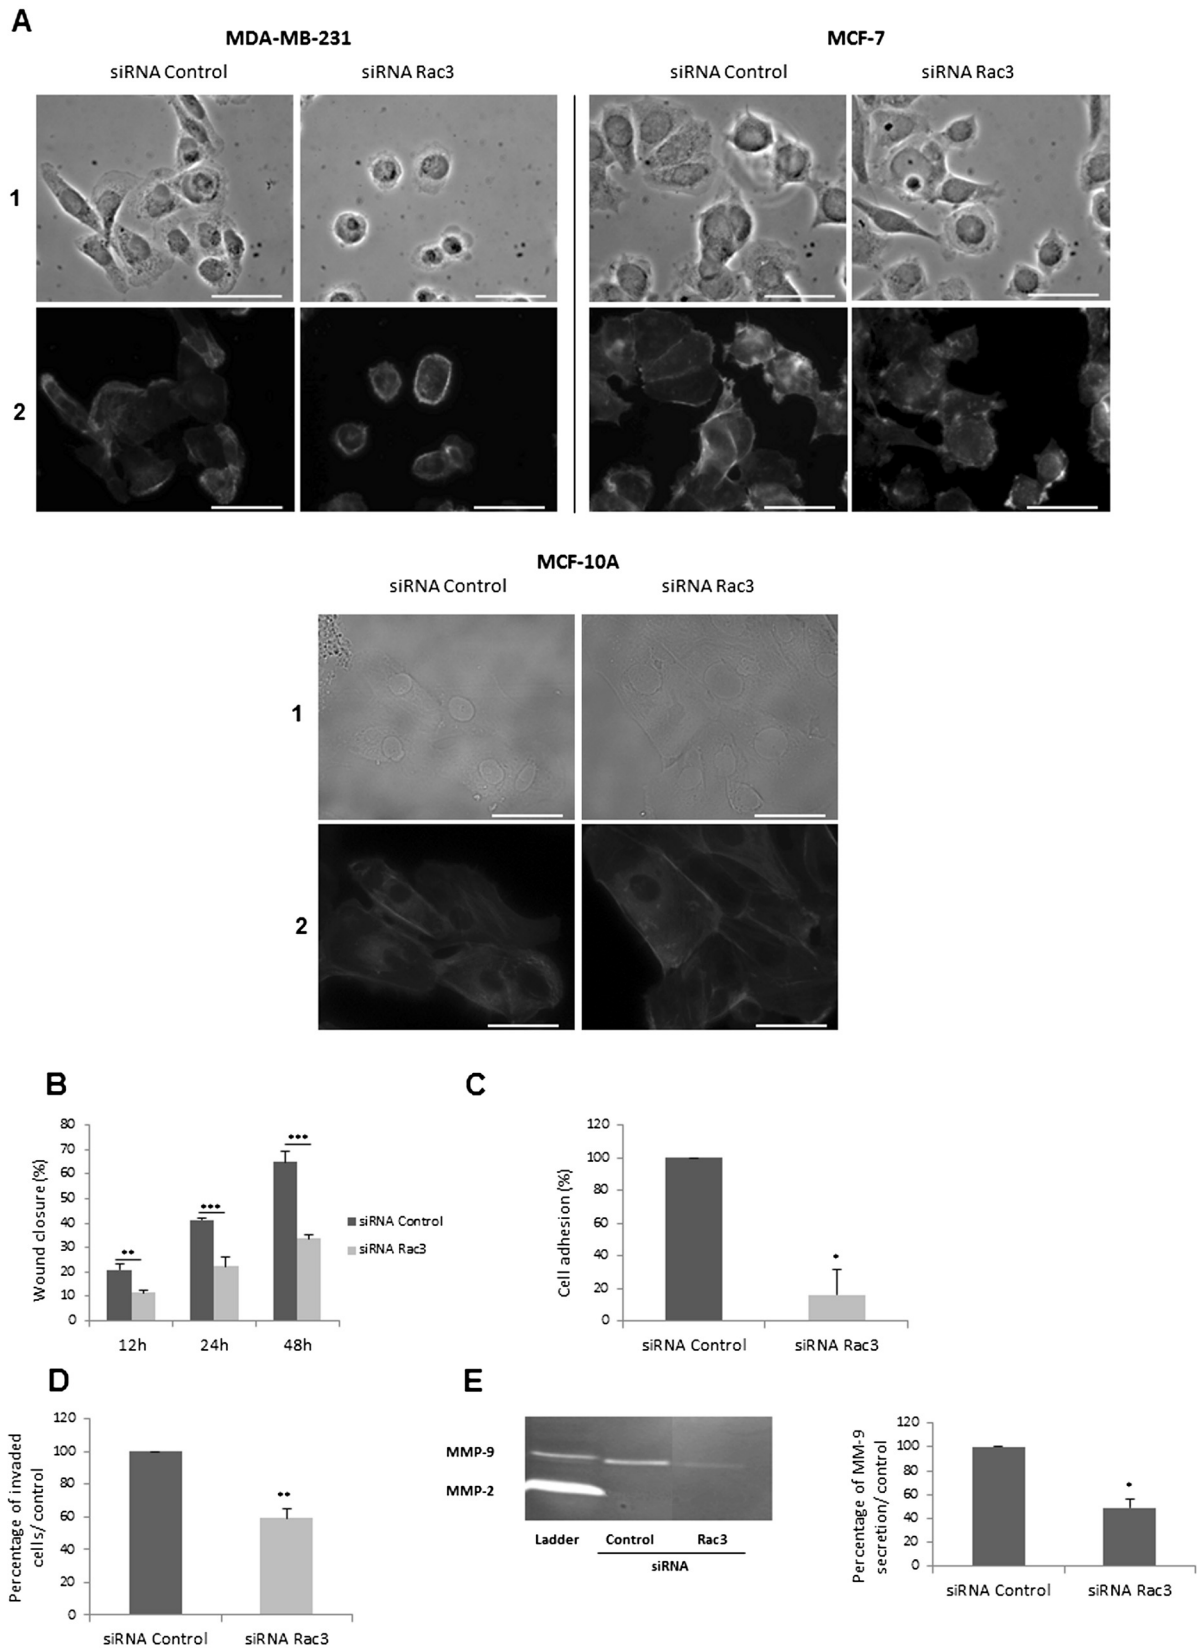 A
MDA-MB-231
MCF-7
siRNA Control
siRNA Rac3
siRNA Control
siRNA Rac3
1
2
MCF-10A
siRNA Control
siRNA Rac3
1
2
B
Wound closure (%)
80
70
60
50
40
30
20
10
0
**
***
***
12h
24h
48h
siRNA Control
siRNA Rac3
C
Cell adhesion (%)
120
100
80
60
40
20
0
*
siRNA Control
siRNA Rac3
D
Percentage of invaded
cells/ control
120
100
80
60
40
20
0
**
siRNA Control
siRNA Rac3
E
MMP-9
MMP-2
Ladder
Control
Rac3
siRNA
Percentage of MM-9
secretion/ control
120
100
80
60
40
20
0
*
siRNA Control
siRNA Rac3